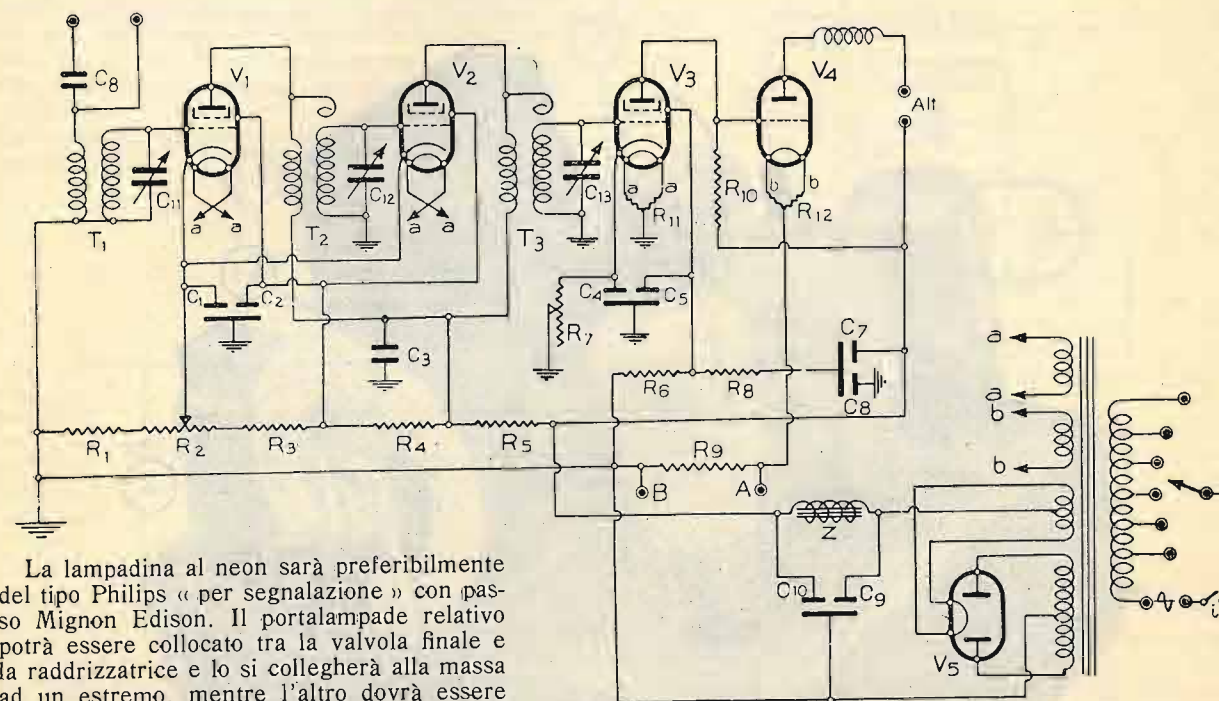 C8
V1
V2
V3
V4
Alt
C11
C12
C13
a a
R11
b b
R12
R10
T1
a a
T2
a a
T3
C1
C2
C3
C4
C5
R7
R6
R8
C7
C8
R1
R2
R3
R4
R5
R9
B
A
a
a
b
b
Z
C10
C9
V5
i
La lampadina al neon sarà preferibilmente
del tipo Philips « per segnalazione » con pas-
so Mignon Edison. Il portalampade relativo
potrà essere collocato tra la valvola finale e
la raddrizzatrice e lo si collegherà alla massa
ad un estremo, mentre l'altro dovrà essere